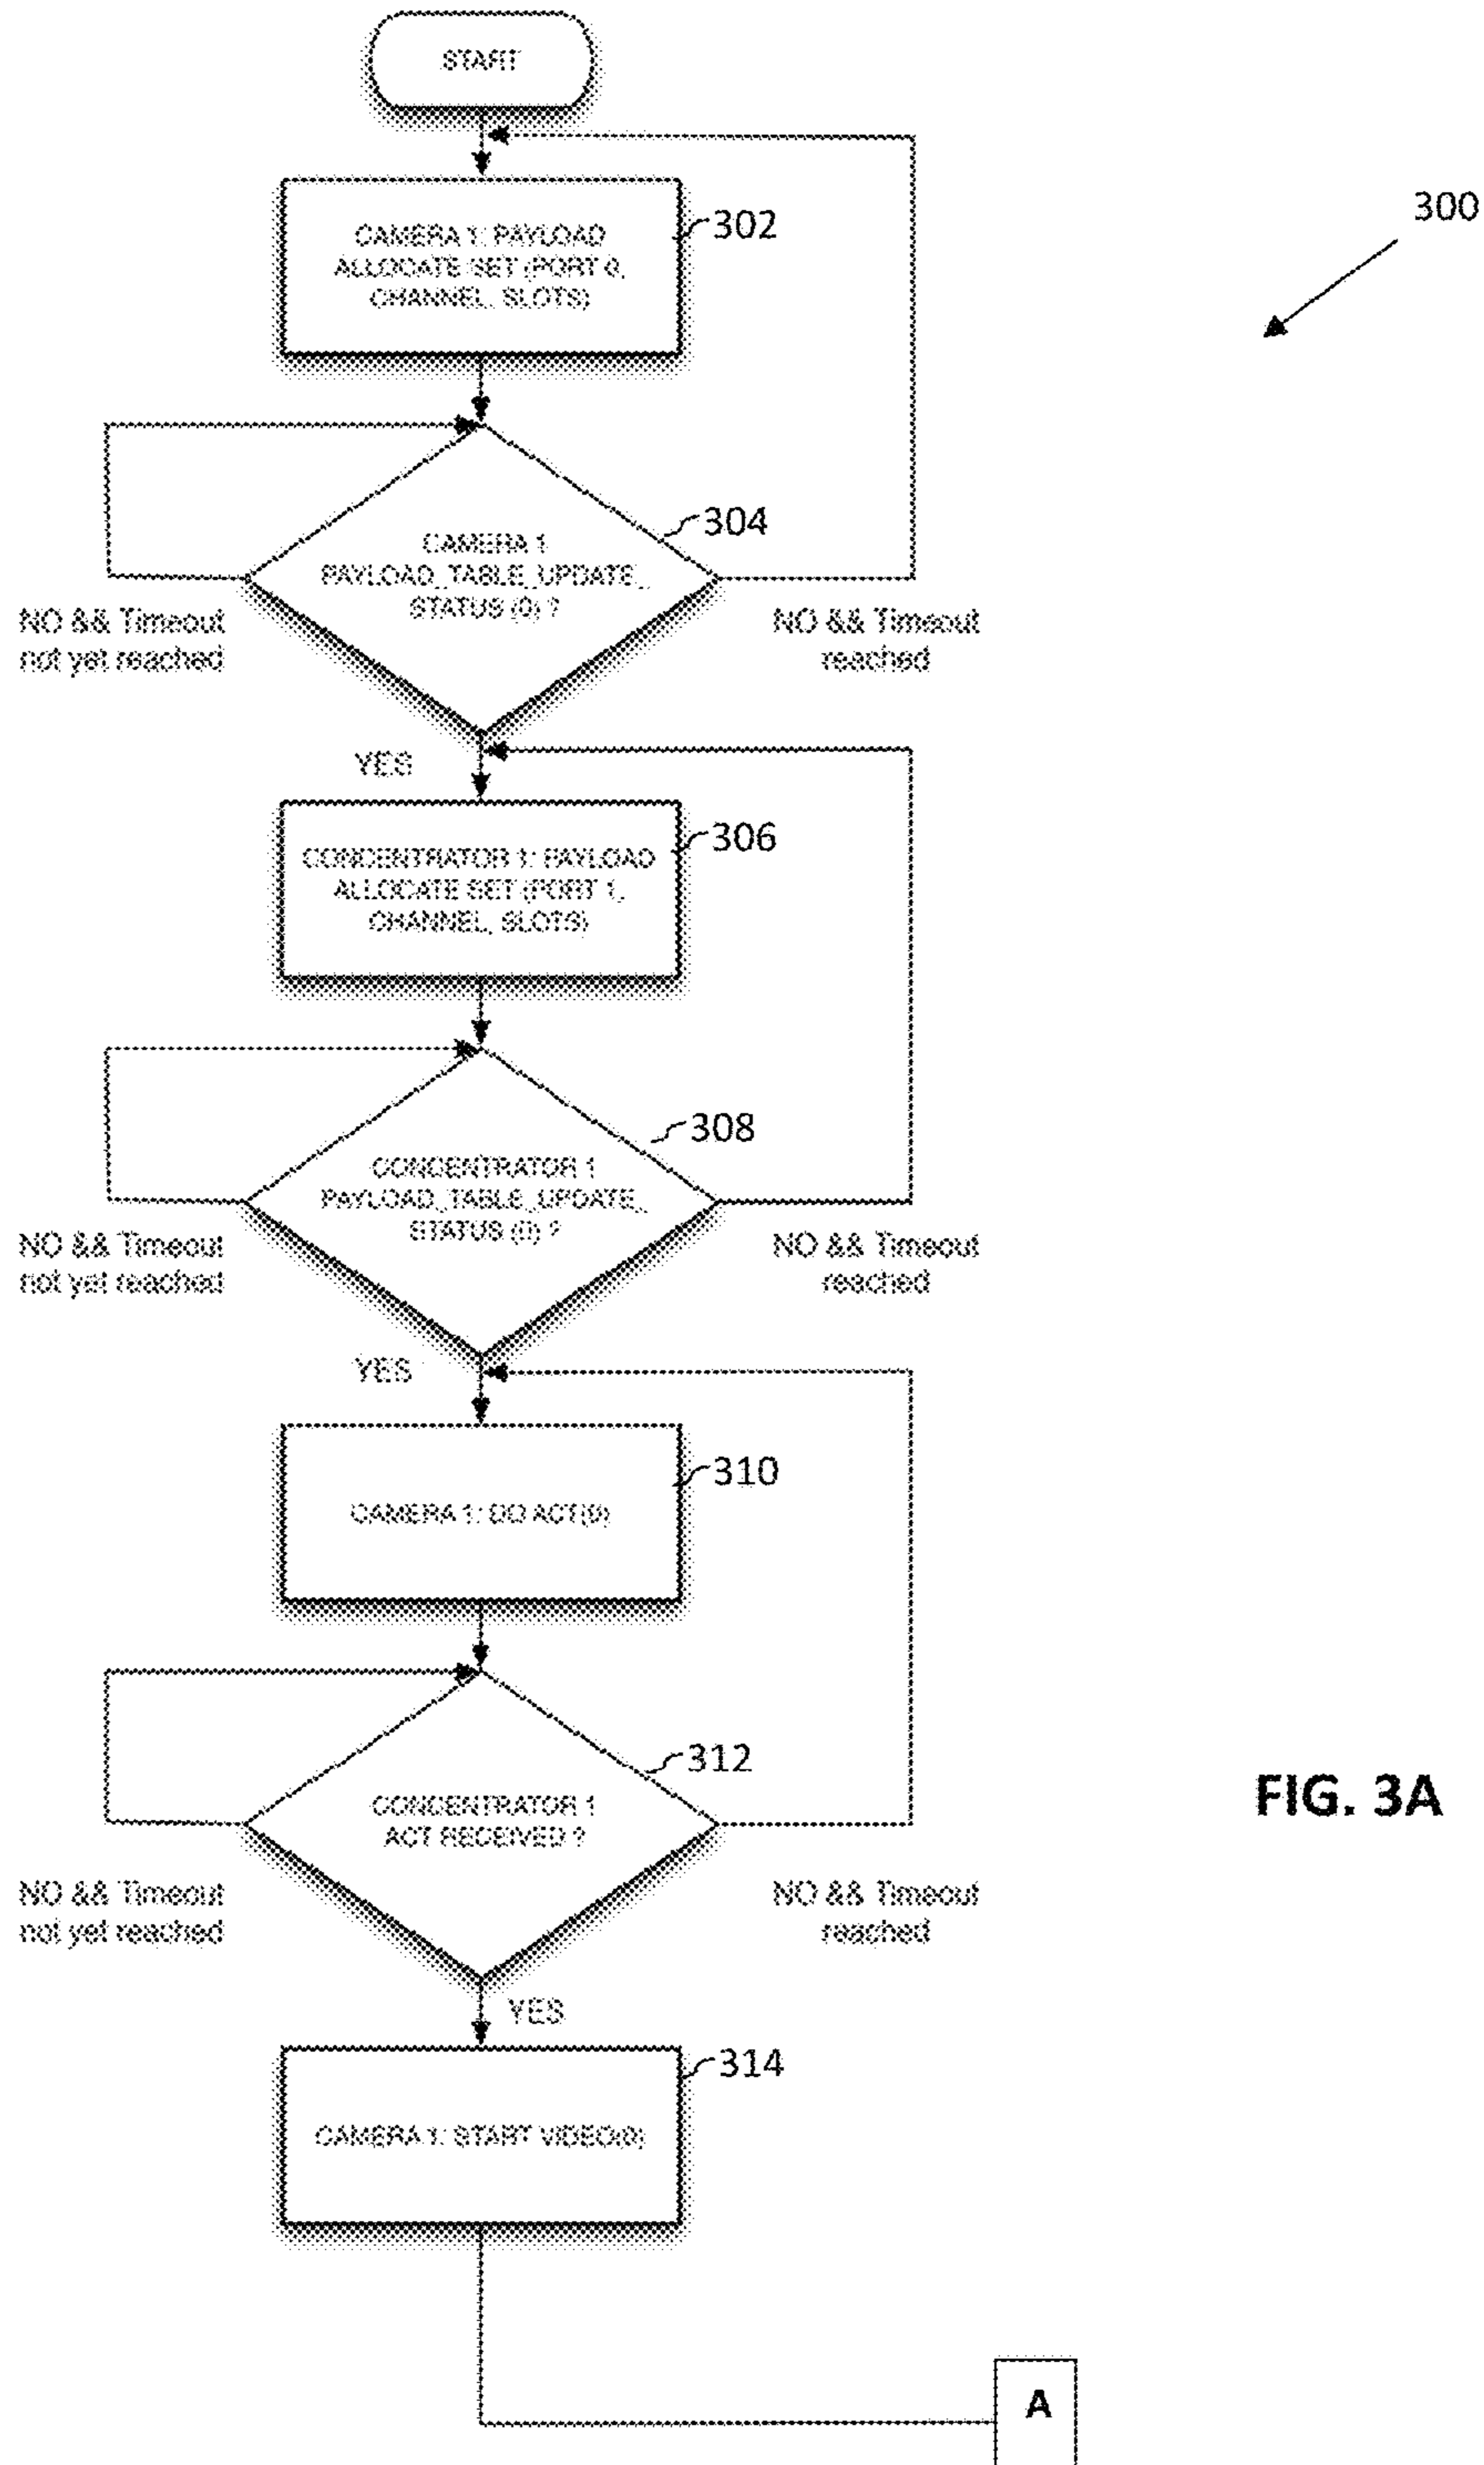 START
300
CAMERA 1: PAYLOAD
ALLOCATE SET (PORT 0,
CHANNEL, SLOTS)
302
CAMERA 1
PAYLOAD_TABLE_UPDATE_
STATUS (0) ?
304
NO && Timeout
not yet reached
NO && Timeout
reached
YES
CONCENTRATOR 1: PAYLOAD
ALLOCATE SET (PORT 1,
CHANNEL, SLOTS)
306
CONCENTRATOR 1
PAYLOAD_TABLE_UPDATE_
STATUS (0) ?
308
NO && Timeout
not yet reached
NO && Timeout
reached
YES
CAMERA 1: DO ACT(0)
310
CONCENTRATOR 1
ACT RECEIVED ?
312
NO && Timeout
not yet reached
NO && Timeout
reached
YES
CAMERA 1: START VIDEO(0)
314
FIG. 3A
A